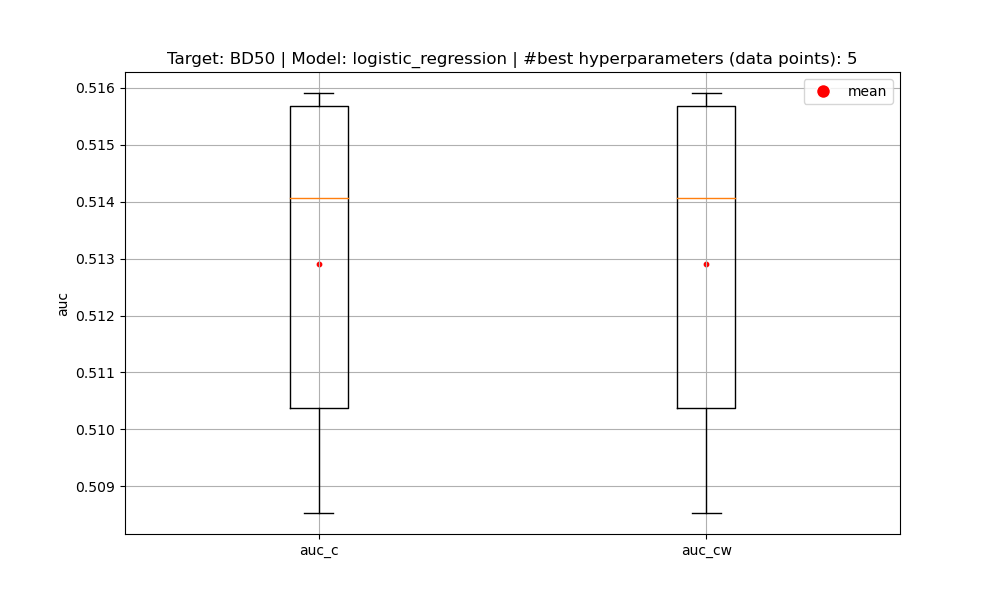 Target: BD50 | Model: logistic_regression | #best hyperparameters (data points): 5
mean
0.516
0.515
0.514
0.513
0.512
0.511
0.510
0.509
auc
auc_c
auc_cw